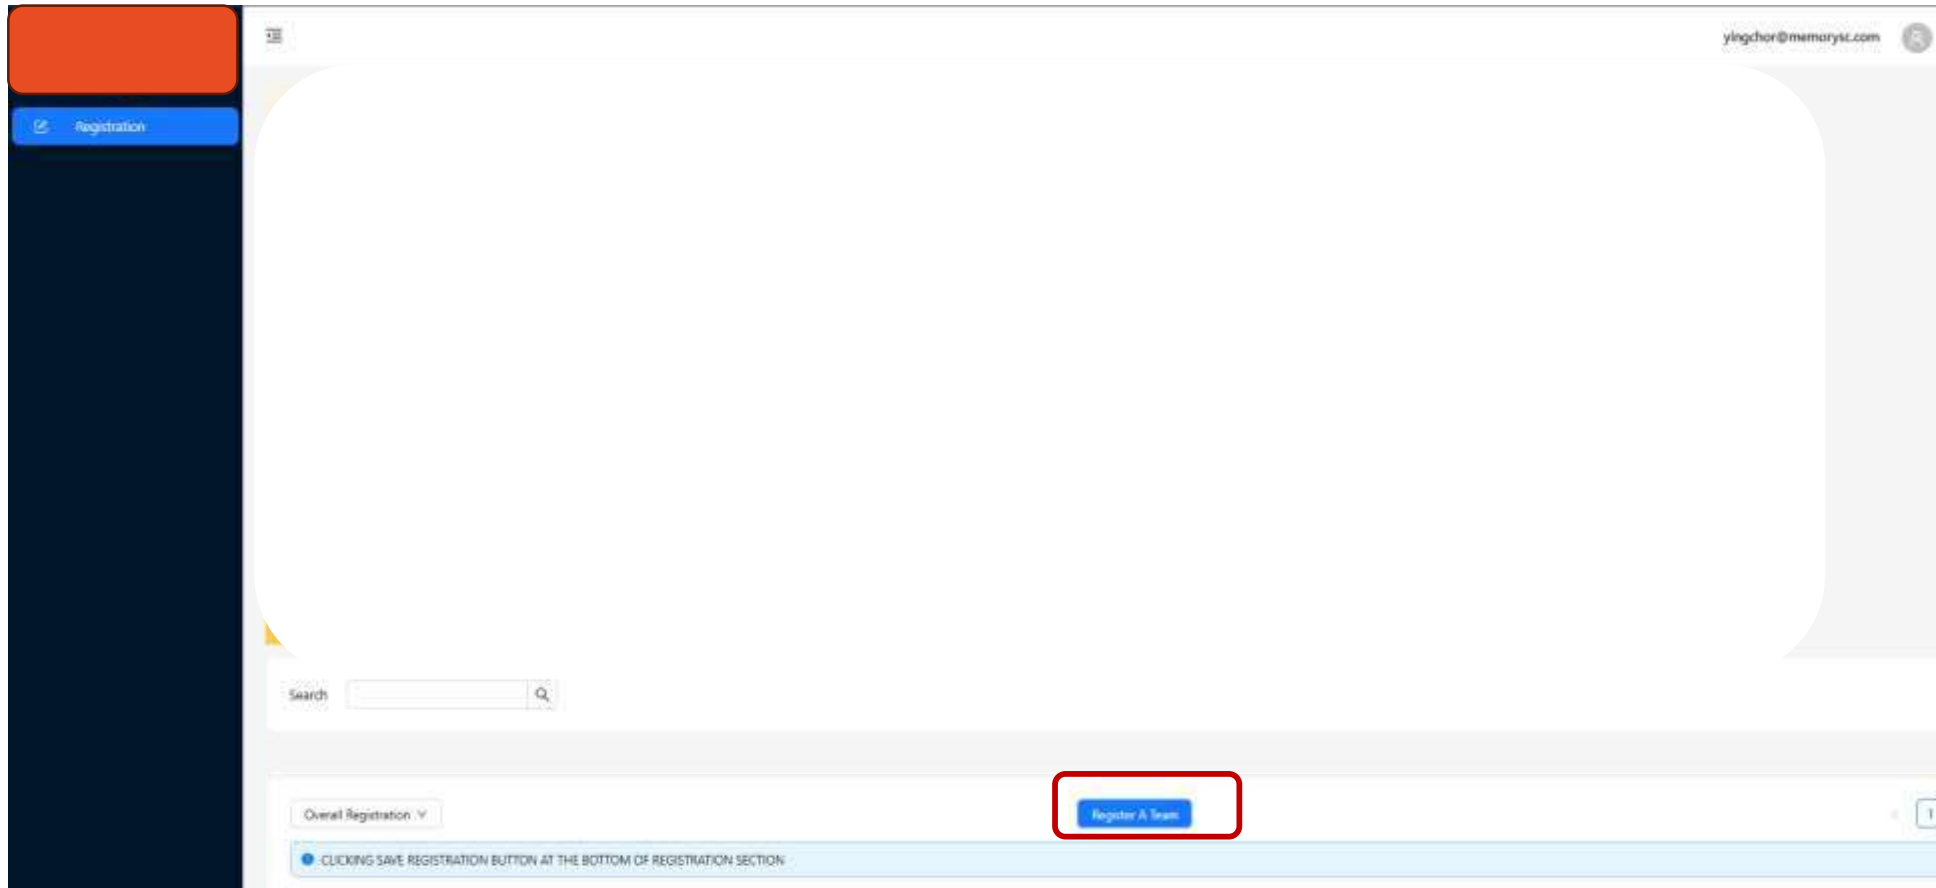 yingchor@memorysc.com
Registration
Search
Overall Registration
Register A Team
1
CLICKING SAVE REGISTRATION BUTTON AT THE BOTTOM OF REGISTRATION SECTION